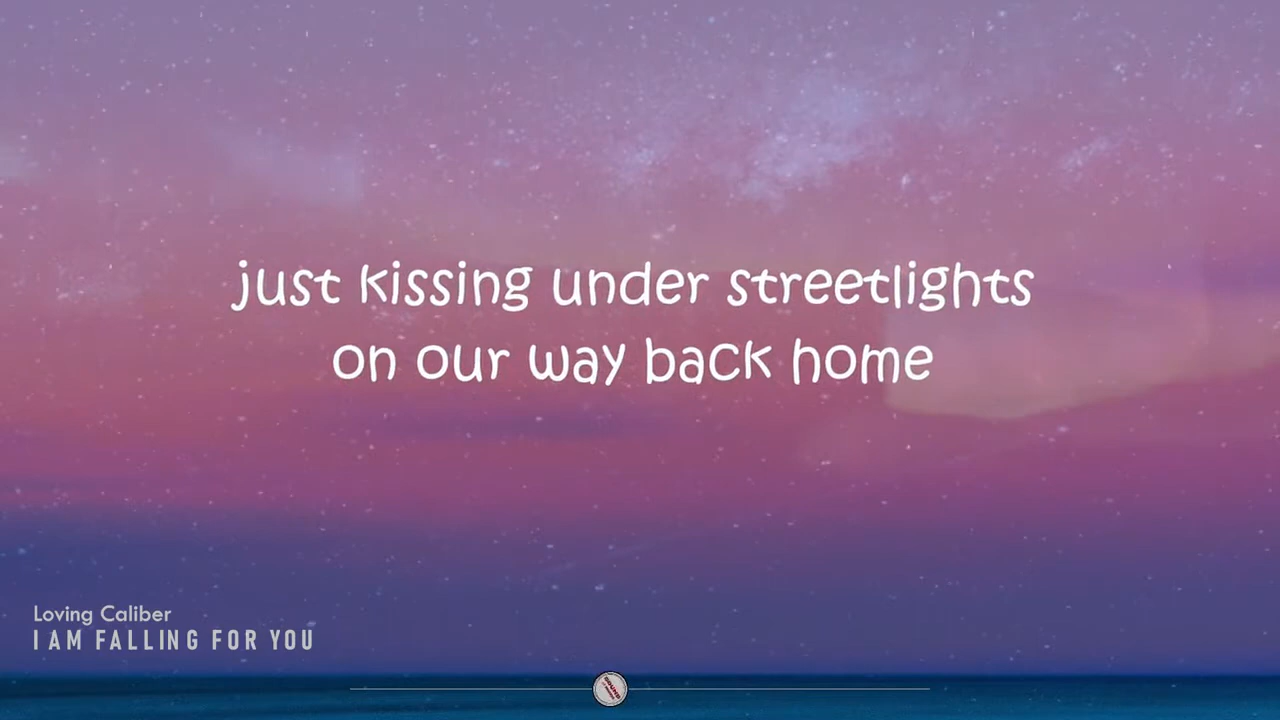 just kissing under streetlights
on our way back home
Loving Caliber
I AM FALLING FOR YOU